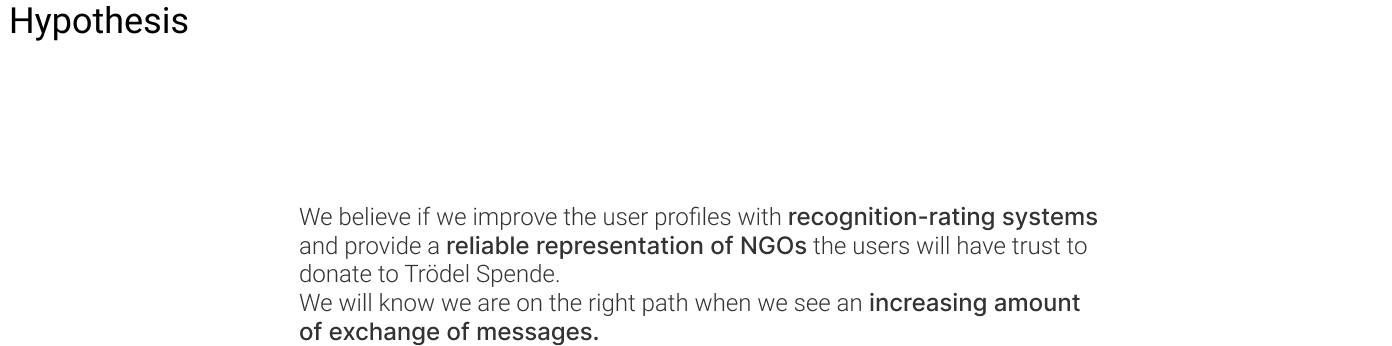 Hypothesis
We believe if we improve the user profiles with recognition-rating systems
and provide a reliable representation of NGOs the users will have trust to
donate to Trödel Spende.
We will know we are on the right path when we see an increasing amount
of exchange of messages.